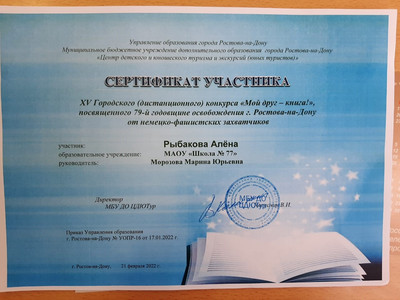 Управление образования города Ростова-на-Дону
Муниципальное бюджетное учреждение дополнительного образования города Ростова-на-Дону
«Центр детского и юношеского туризма и экскурсий (юных туристов)»
СЕРТИФИКАТ УЧАСТНИКА
XV Городского (дистанционного) конкурса «Мой друг – книга!»,
посвященного 79-й годовщине освобождения г. Ростова-на-Дону
от немецко-фашистских захватчиков
участник: Рыбакова Алёна
образовательное учреждение: МАОУ «Школа № 77»
руководитель: Морозова Марина Юрьевна
Директор
МБУ ДО ЦДЮТур
МБУ ДО
В.Н
Приказ Управления образования
г. Ростова-на-Дону № УОПР-16 от 17.01.2022 г
г. Ростов-на-Дону, 21 февраля 2022 г